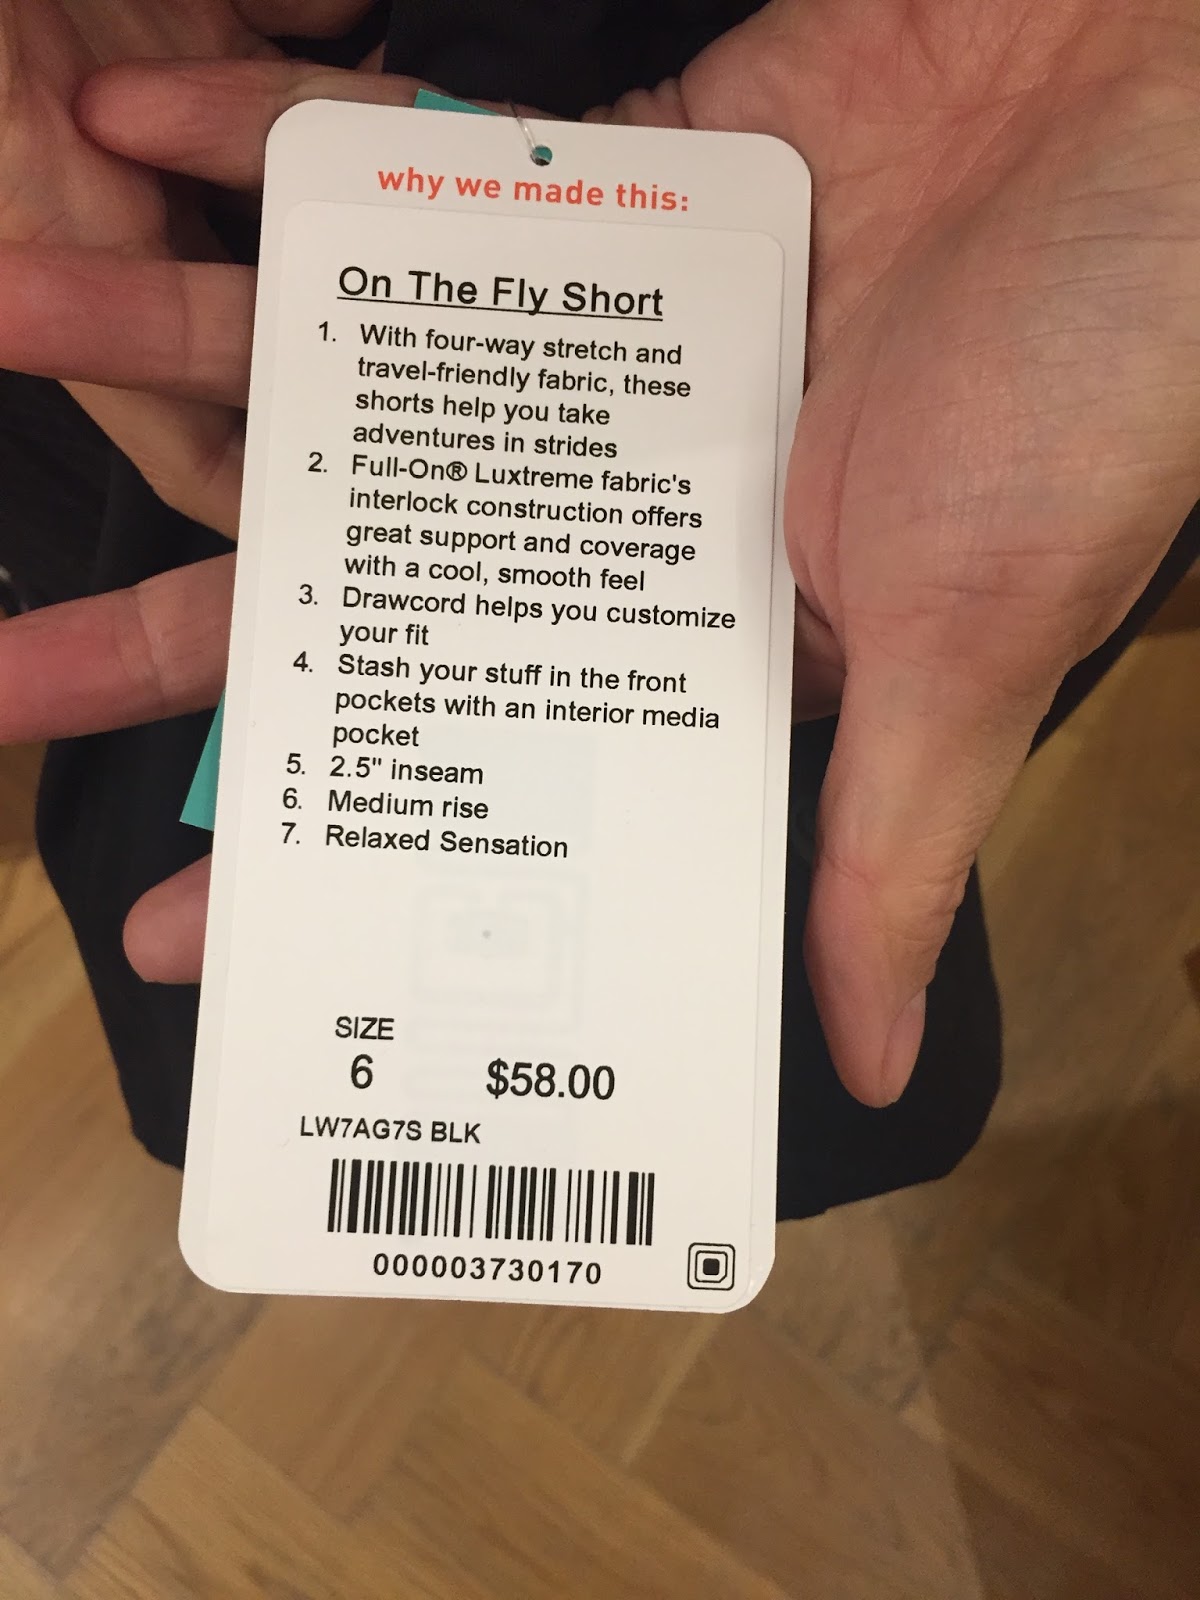 why we made this:
On The Fly Short
1. With four-way stretch and
travel-friendly fabric, these
shorts help you take
adventures in strides
2. Full-On® Luxtreme fabric's
interlock construction offers
great support and coverage
with a cool, smooth feel
3. Drawcord helps you customize
your fit
4. Stash your stuff in the front
pockets with an interior media
pocket
5. 2.5" inseam
6. Medium rise
7. Relaxed Sensation
SIZE
6 $58.00
LW7AG7S BLK
000003730170